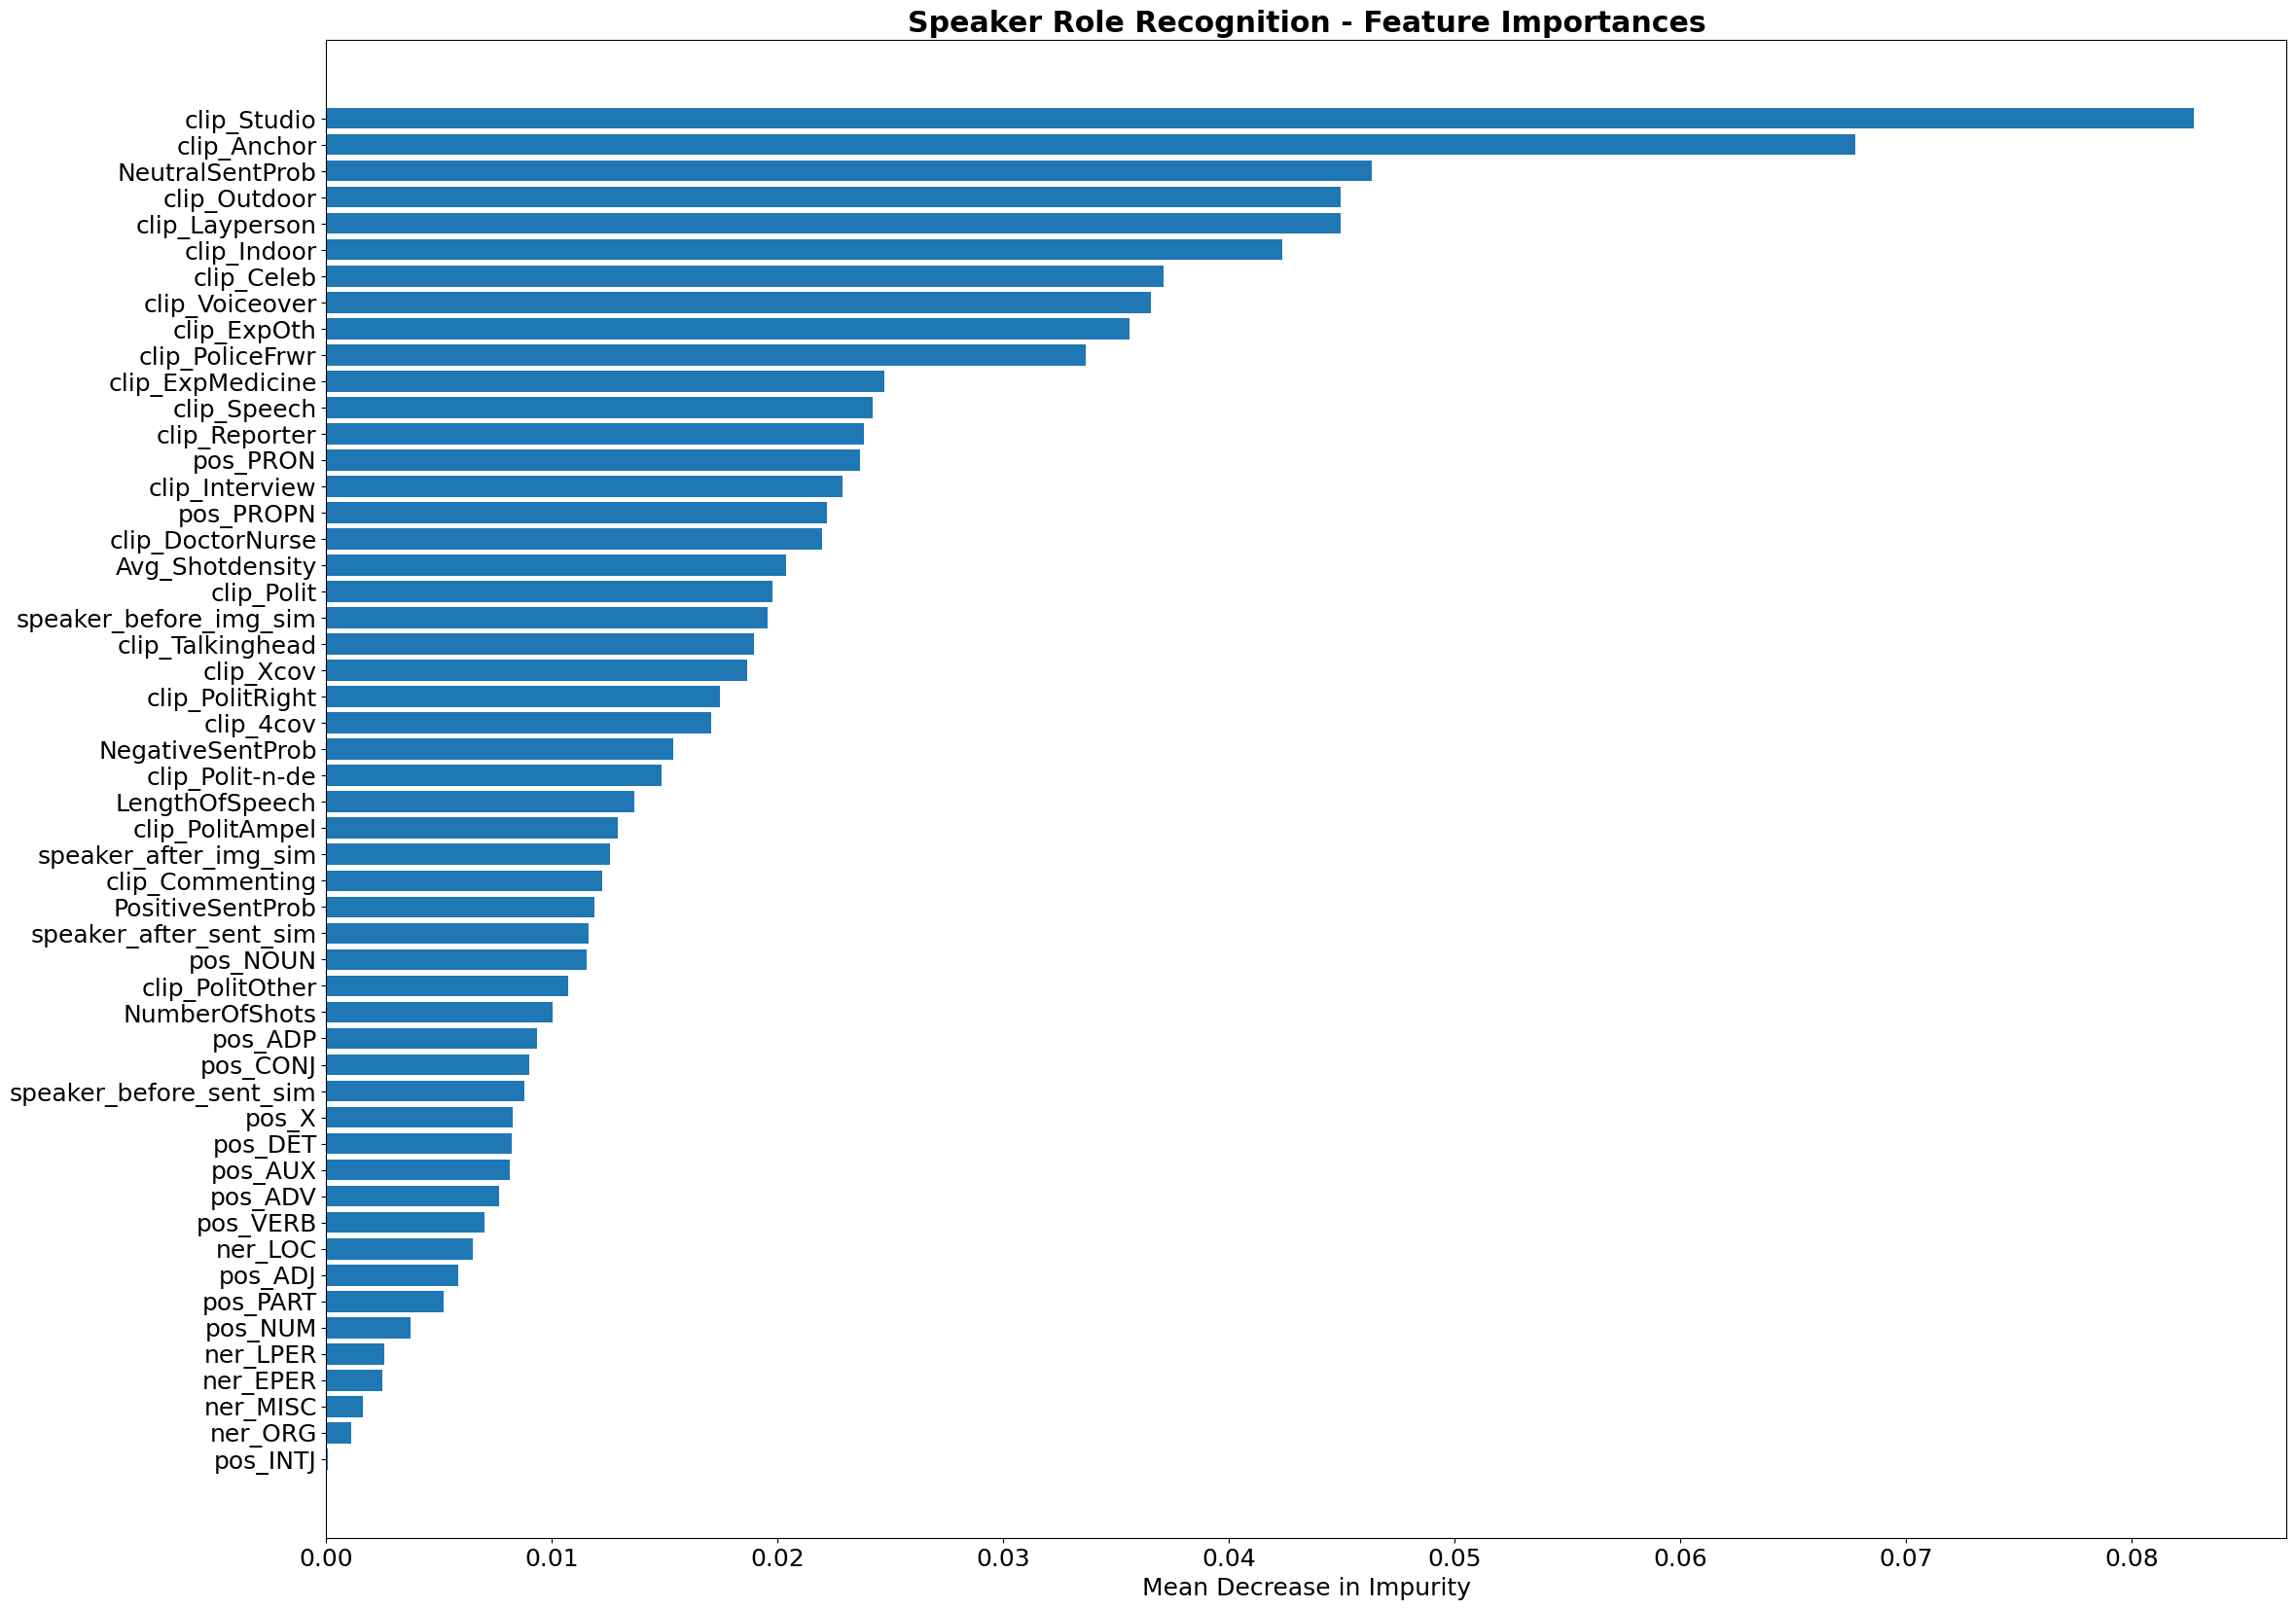 Speaker Role Recognition - Feature Importances
clip_Studio
clip_Anchor
NeutralSentProb
clip_Outdoor
clip_Layperson
clip_Indoor
clip_Celeb
clip_Voiceover
clip_ExpOth
clip_PoliceFrwr
clip_ExpMedicine
clip_Speech
clip_Reporter
pos_PRON
clip_Interview
pos_PROPN
clip_DoctorNurse
Avg_Shotdensity
clip_Polit
speaker_before_img_sim
clip_Talkinghead
clip_Xcov
clip_PolitRight
clip_4cov
NegativeSentProb
clip_Polit-n-de
LengthOfSpeech
clip_PolitAmpel
speaker_after_img_sim
clip_Commenting
PositiveSentProb
speaker_after_sent_sim
pos_NOUN
clip_PolitOther
NumberOfShots
pos_ADP
pos_CONJ
speaker_before_sent_sim
pos_X
pos_DET
pos_AUX
pos_ADV
pos_VERB
ner_LOC
pos_ADJ
pos_PART
pos_NUM
ner_LPER
ner_EPER
ner_MISC
ner_ORG
pos_INTJ
0.00 0.01 0.02 0.03 0.04 0.05 0.06 0.07 0.08
Mean Decrease in Impurity